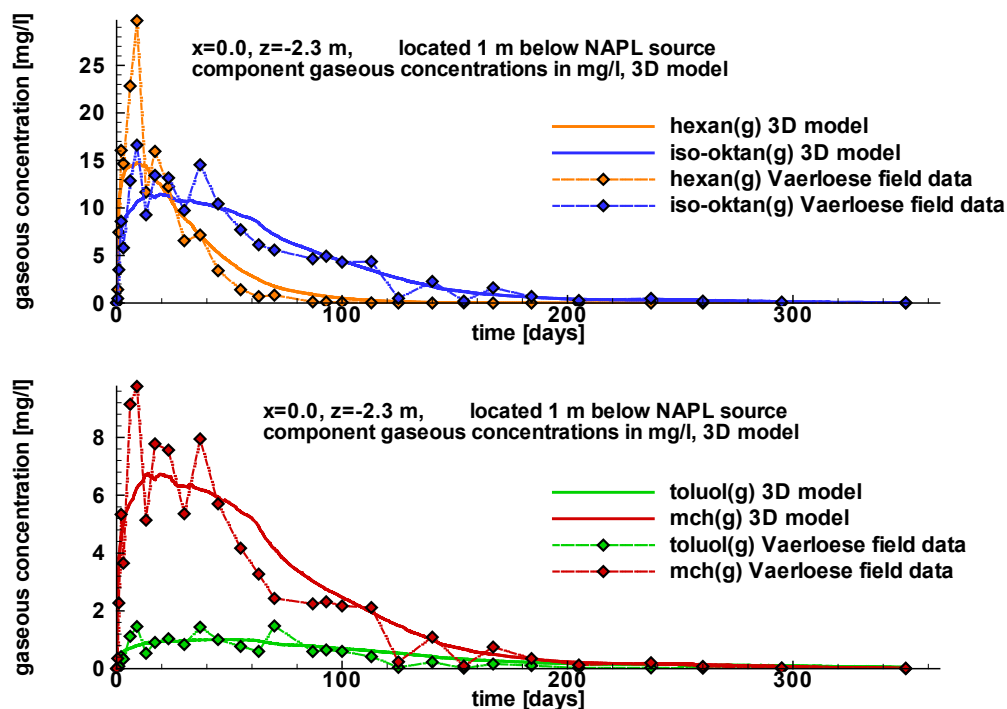 gaseous concentration [mg/l]
25
20
15
10
5
0
x=0.0, z=-2.3 m, located 1 m below NAPL source
component gaseous concentrations in mg/l, 3D model
hexan(g) 3D model
iso-oktan(g) 3D model
hexan(g) Vaerloese field data
iso-oktan(g) Vaerloese field data
0 100 200 300
time [days]
gaseous concentration [mg/l]
8
6
4
2
0
x=0.0, z=-2.3 m, located 1 m below NAPL source
component gaseous concentrations in mg/l, 3D model
toluol(g) 3D model
mch(g) 3D model
toluol(g) Vaerloese field data
mch(g) Vaerloese field data
0 100 200 300
time [days]